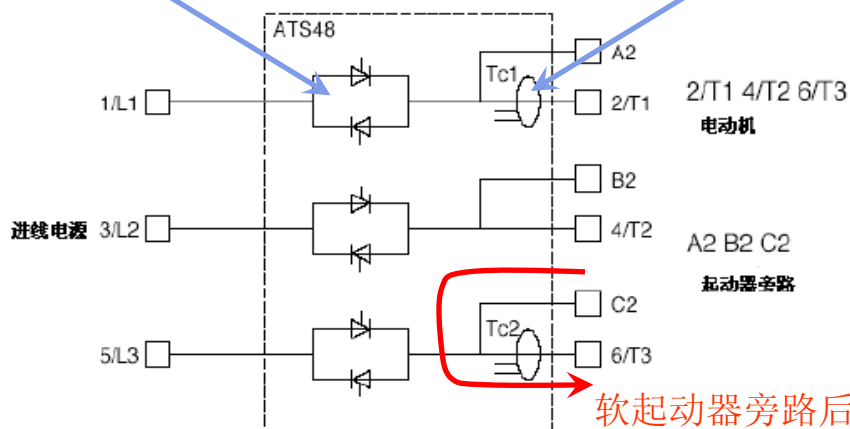 ATS48
A2
Tc1
1/L1
2/T1
2/T1 4/T2 6/T3
电动机
B2
进线电源 3/L2
4/T2
A2 B2 C2
起动器旁路
C2
Tc2
5/L3
6/T3
软起动器旁路后